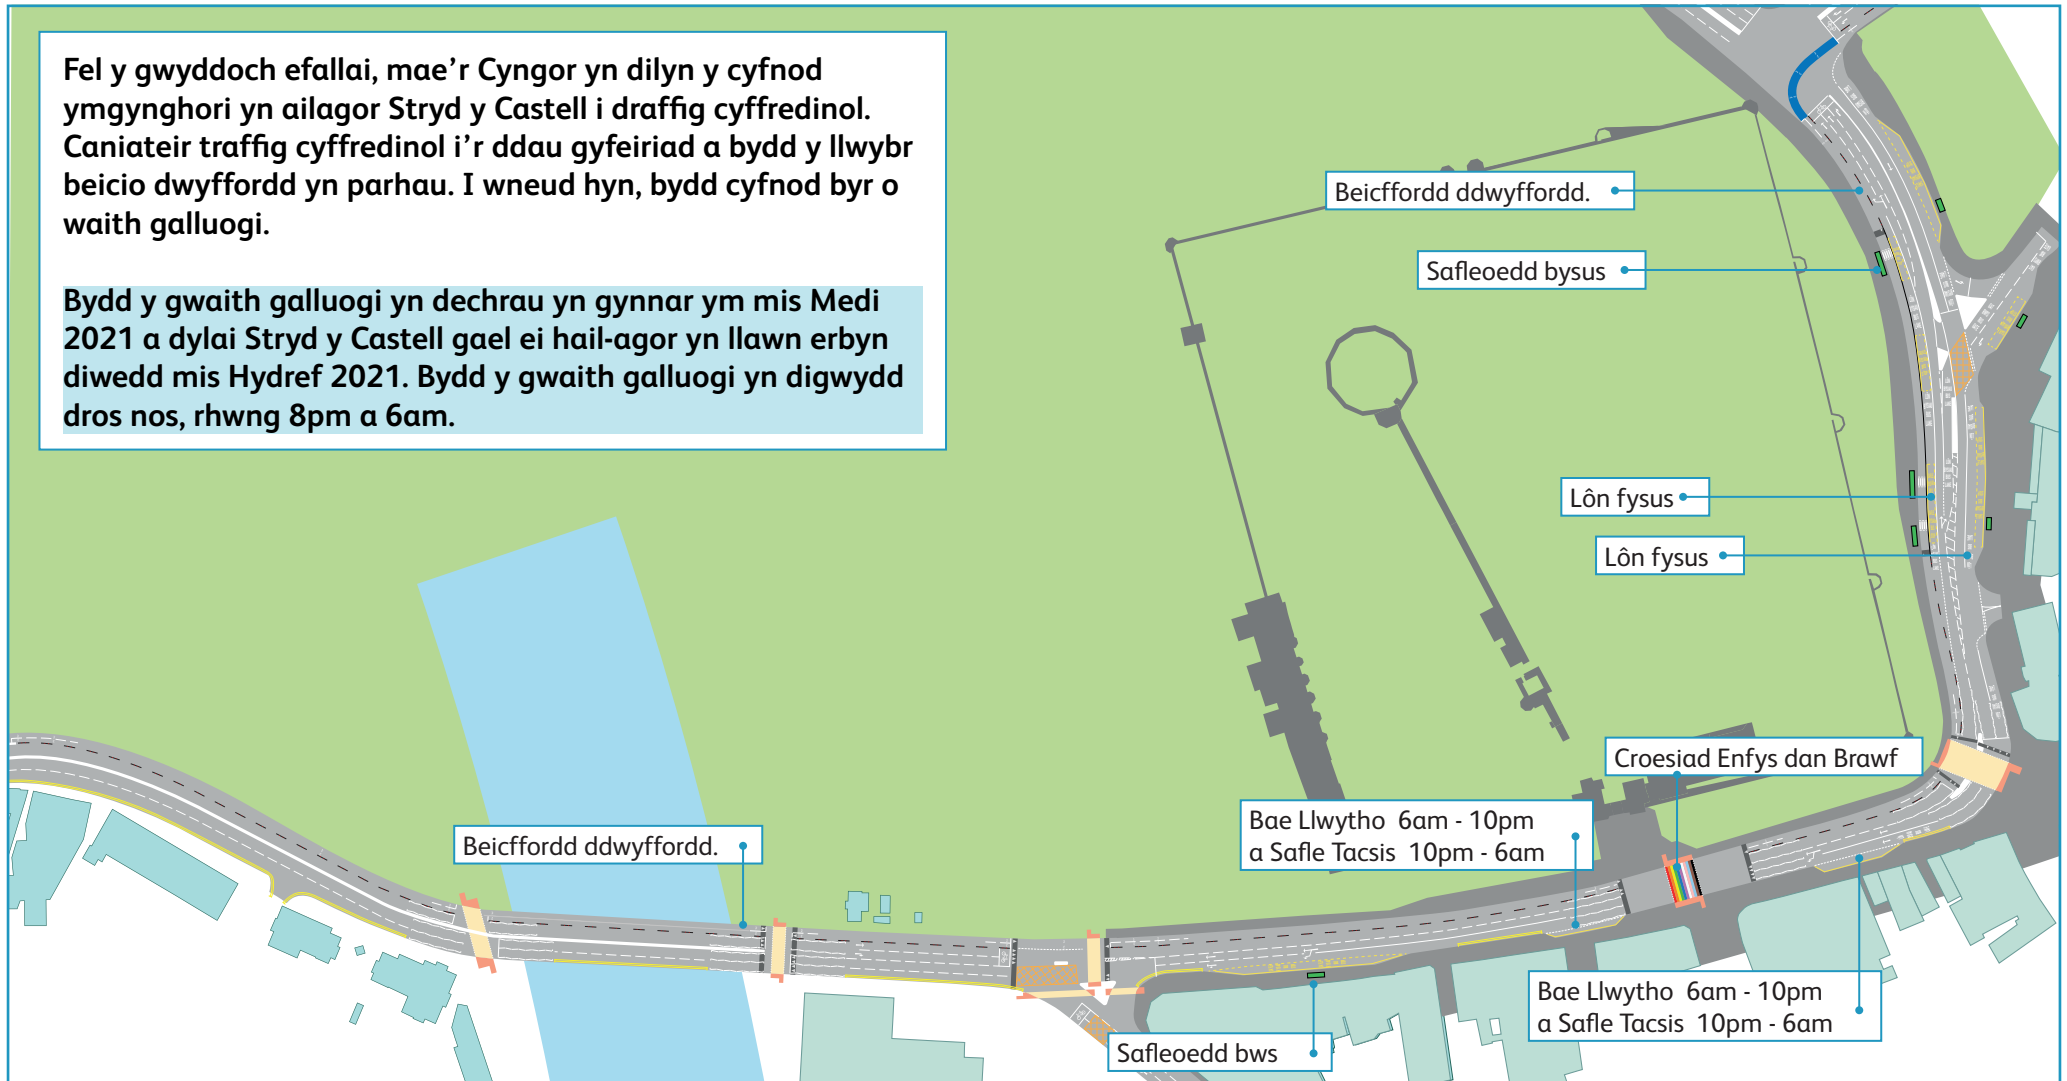 Fel y gwyddoch efallai, mae’r Cyngor yn dilyn y cyfnod
ymgynghori yn ailagor Stryd y Castell i draffig cyffredinol.
Caniateir traffig cyffredinol i’r ddau gyfeiriad a bydd y llwybr
beicio dwyffordd yn parhau. I wneud hyn, bydd cyfnod byr o
waith galluogi.
Bydd y gwaith galluogi yn dechrau yn gynnar ym mis Medi
2021 a dylai Stryd y Castell gael ei hail-agor yn llawn erbyn
diwedd mis Hydref 2021. Bydd y gwaith galluogi yn digwydd
dros nos, rhwng 8pm a 6am.
Beicffordd ddwyffordd.
Safleoedd bysus
Lôn fysus
Lôn fysus
Croesiad Enfys dan Brawf
Bae Llwytho 6am - 10pm
a Safle Tacsis 10pm - 6am
Beicffordd ddwyffordd.
Bae Llwytho 6am - 10pm
a Safle Tacsis 10pm - 6am
Safleoedd bws